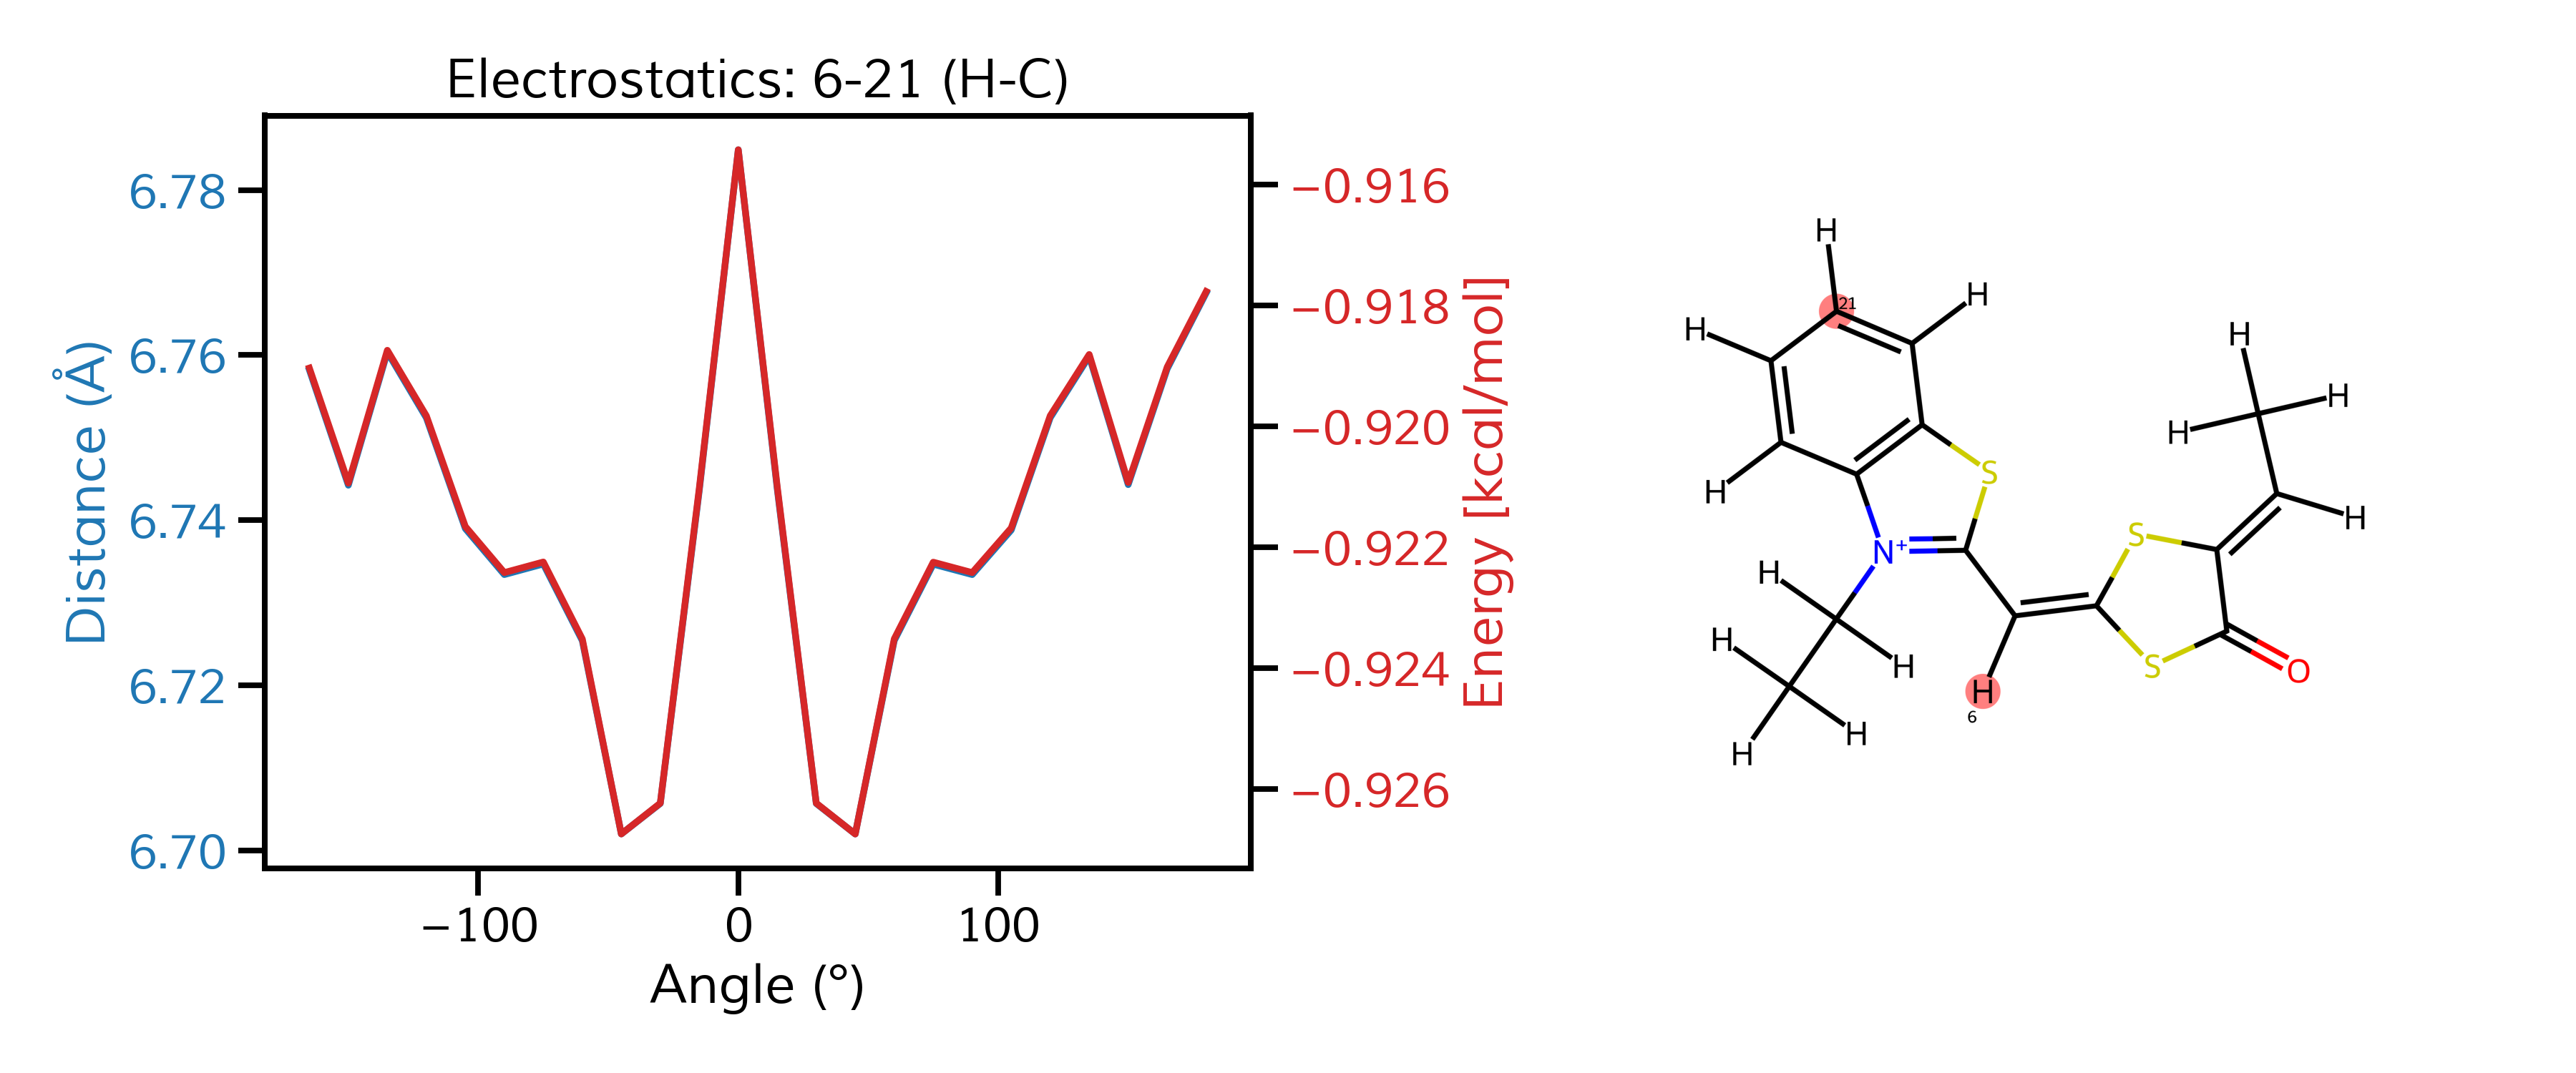 Electrostatics: 6-21 (H-C)
Distance (Å)
6.78
6.76
6.74
6.72
6.70
−100
0
100
Angle (°)
−0.916
−0.918
−0.920
−0.922
−0.924
−0.926
Energy [kcal/mol]
H
H
21
H
H
H
H
H
S
H
S
N+
H
H
H
S
O
H
H
6
H
H